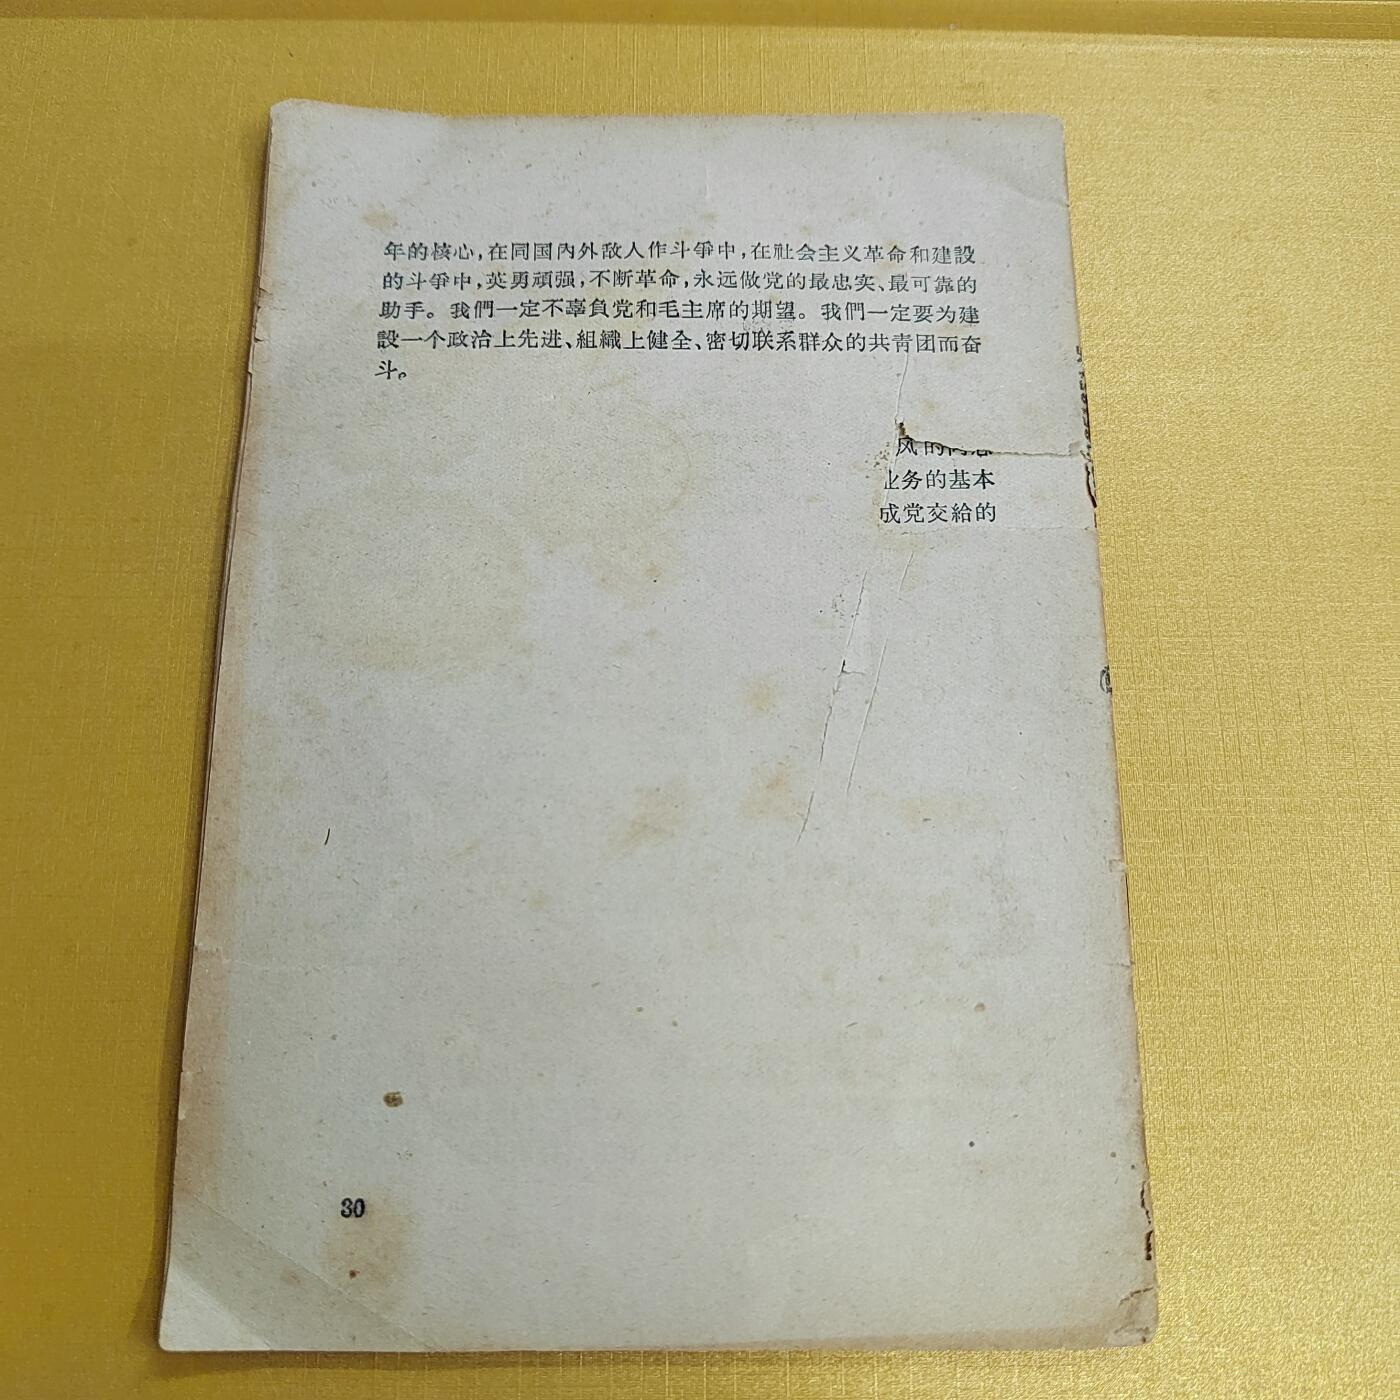 年的核心，在同国內外敌人作斗爭中，在社会主义革命和建設
的斗爭中，英勇頑强，不断革命，永远做党的最忠实、最可靠的
助手。我們一定不辜負党和毛主席的期望。我們一定要为建
設一个政治上先进、組織上健全、密切联系群众的共青团而奋
斗。
风的
业务的基本
成党交給的
30